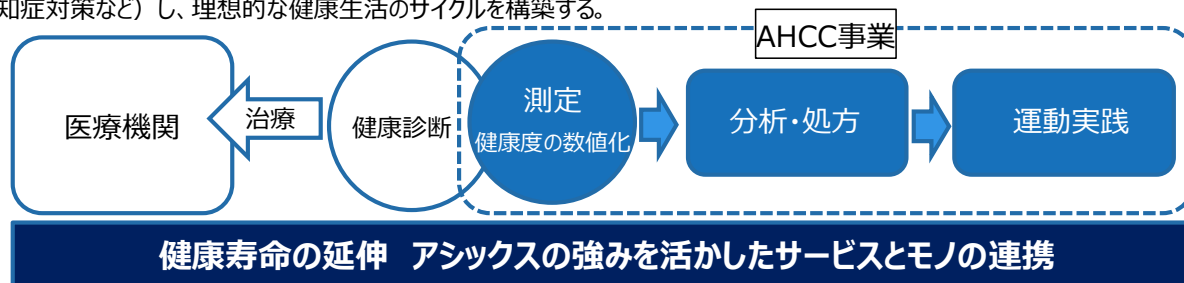 知症対策など）し、理想的な健康生活のサイクルを構築する。
AHCC事業
医療機関
治療
健康診断
測定
健康度の数値化
分析・処方
運動実践
健康寿命の延伸 アシックスの強みを活かしたサービスとモノの連携